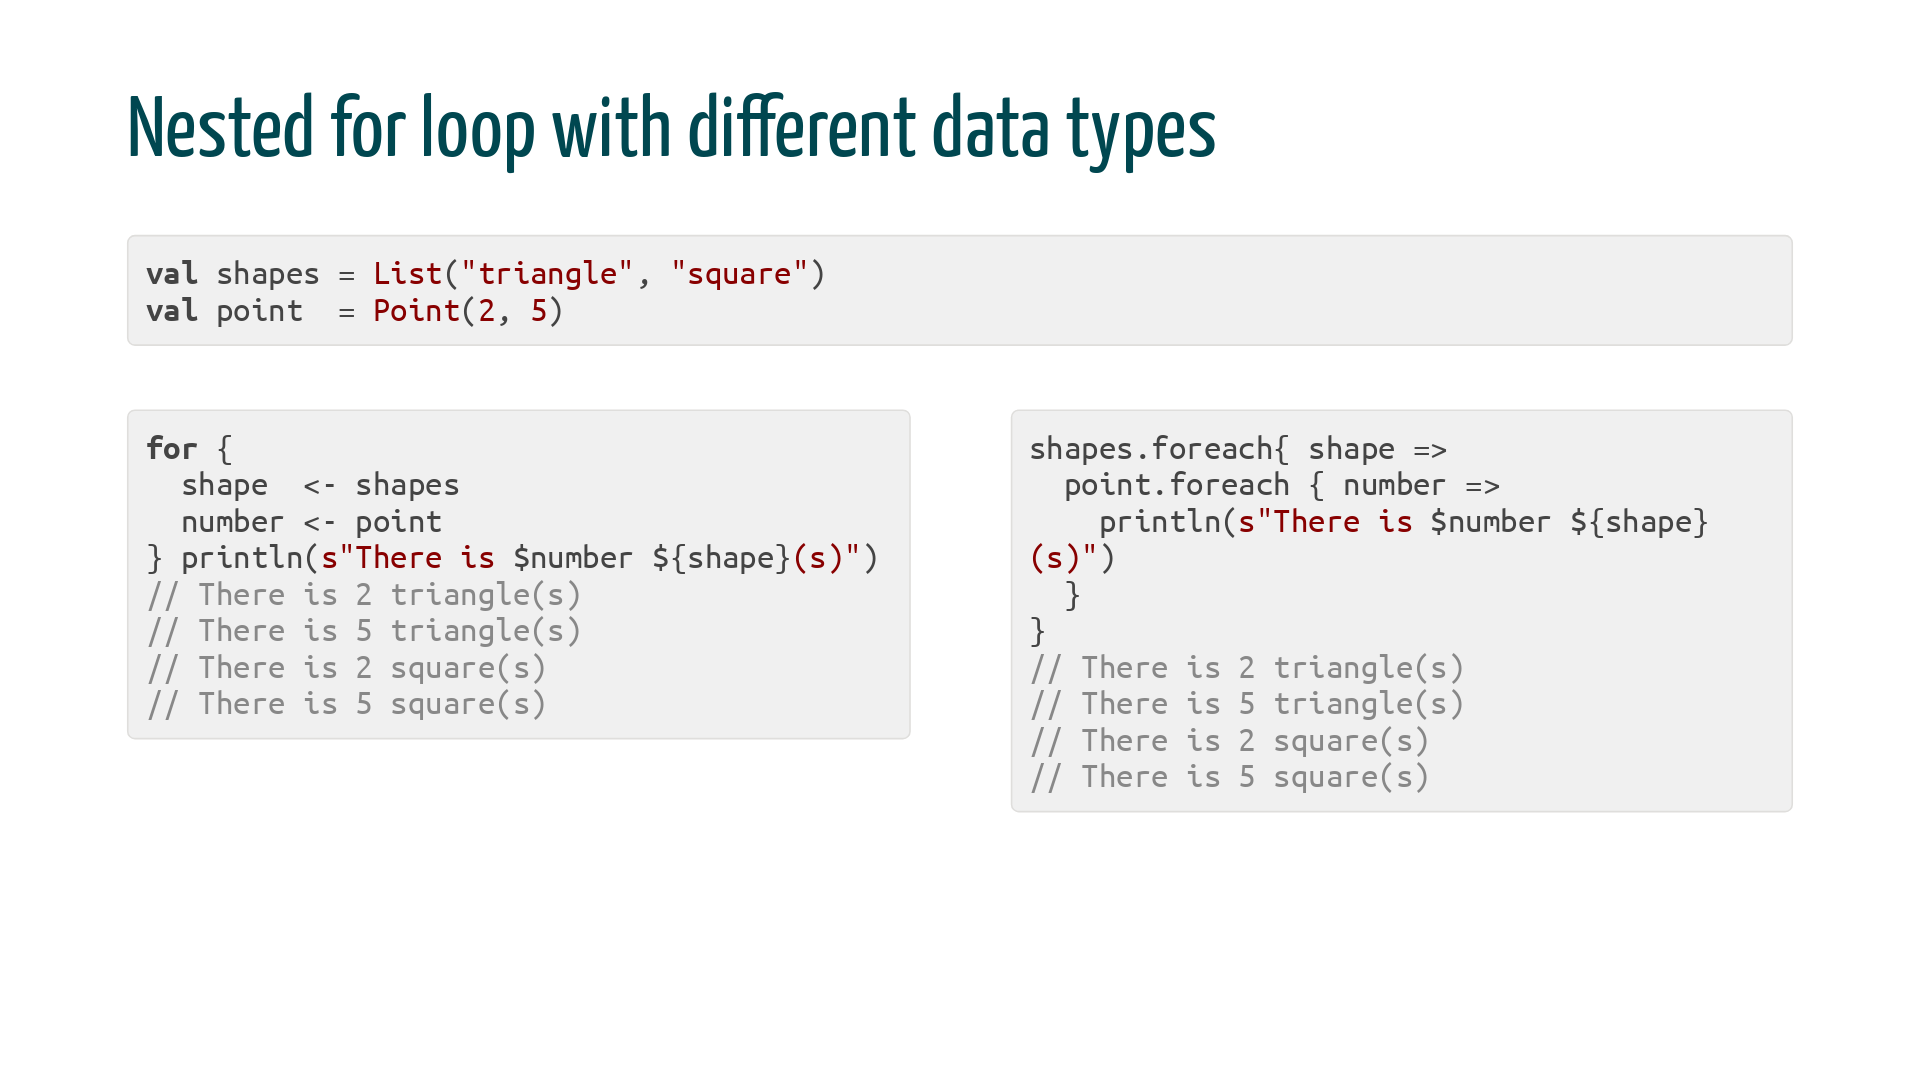 Nested for loop with different data types
val shapes = List("triangle", "square")
val point  = Point(2, 5)
for {
  shape  <- shapes
  number <- point
} println(s"There is $number ${shape}(s)")
// There is 2 triangle(s)
// There is 5 triangle(s)
// There is 2 square(s)
// There is 5 square(s)
shapes.foreach{ shape =>
  point.foreach { number =>
    println(s"There is $number ${shape}
(s)")
  }
}
// There is 2 triangle(s)
// There is 5 triangle(s)
// There is 2 square(s)
// There is 5 square(s)